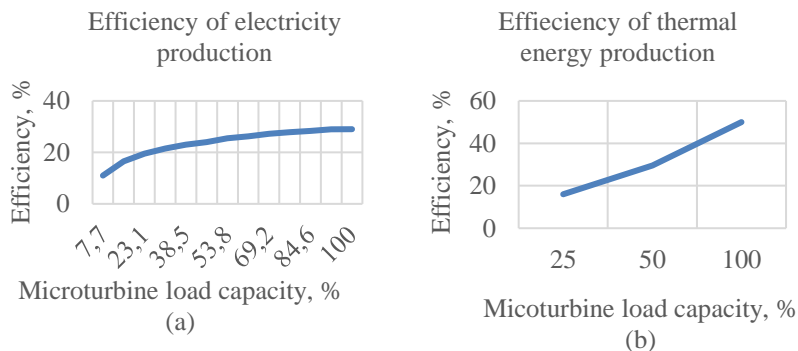 Efficiency of electricity
production
Efficiency, %
40
20
0
7,7
23,1
38,5
53,8
69,2
84,6
100
Microturbine load capacity, %
(a)
Effieciency of thermal
energy production
Efficiency, %
60
40
20
0
25
50
100
Micoturbine load capacity, %
(b)